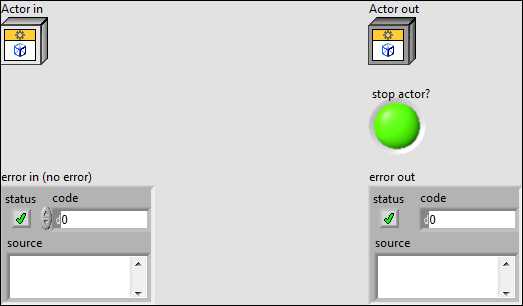 Actor in
Actor out
stop actor?
error in (no error)
error out
status
code
0
status
code
0
source
source